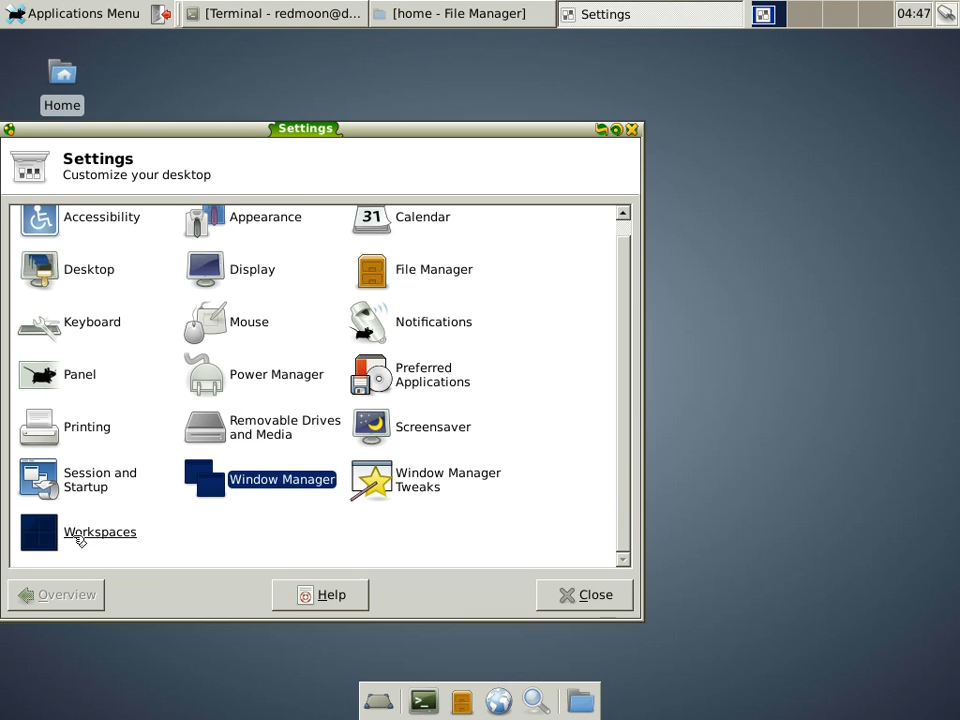 Applications Menu
[Terminal - redmoon@d...
[home - File Manager]
Settings
04:47
Home
Settings
Settings
Customize your desktop
Accessibility
Appearance
31
Calendar
Desktop
Display
File Manager
Keyboard
Mouse
Notifications
Panel
Power Manager
Preferred
Applications
Printing
Removable Drives
and Media
Screensaver
Session and
Startup
Window Manager
Window Manager
Tweaks
Workspaces
Overview
Help
Close